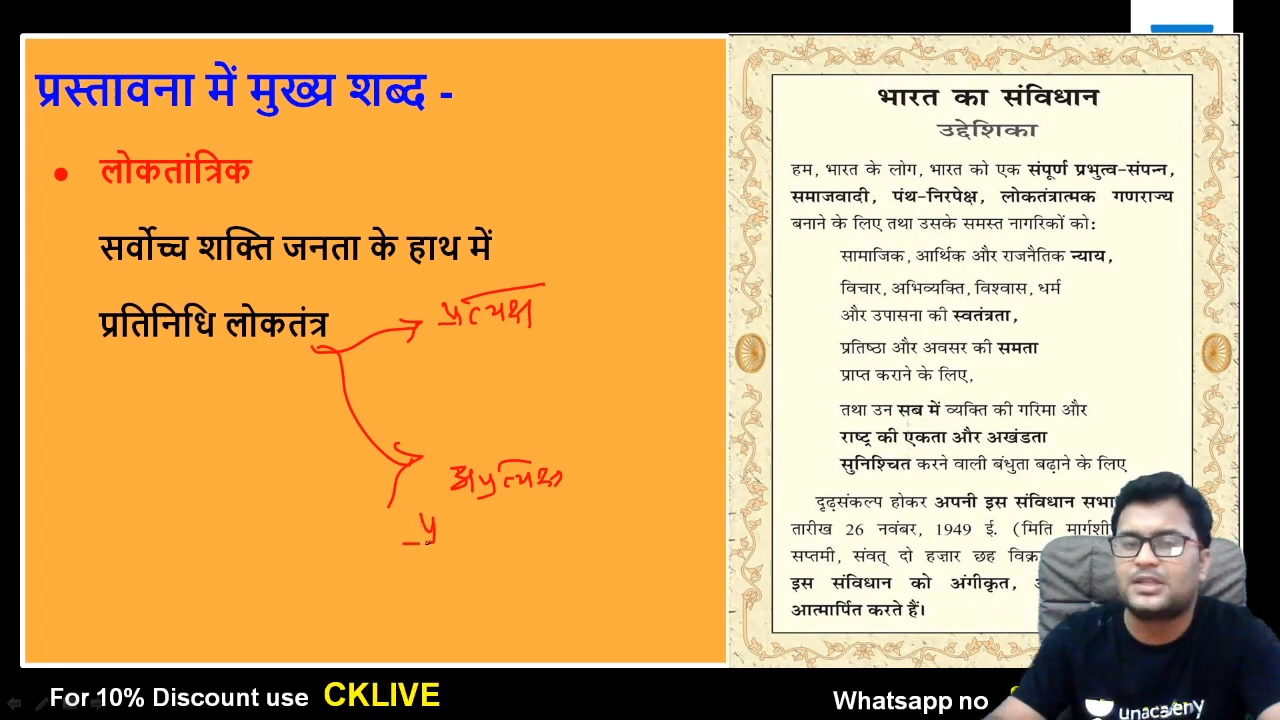 प्रस्तावना में मुख्य शब्द -
• लोकतांत्रिक
सर्वोच्च शक्ति जनता के हाथ में
प्रतिनिधि लोकतंत्र
प्रत्यक्ष
अप्रत्यक्ष
प्र
भारत का संविधान
उद्देशिका
हम, भारत के लोग, भारत को एक संपूर्ण प्रभुत्व-संपन्न,
समाजवादी, पंथ-निरपेक्ष, लोकतंत्रात्मक गणराज्य
बनाने के लिए तथा उसके समस्त नागरिकों को:
सामाजिक, आर्थिक और राजनैतिक न्याय,
विचार, अभिव्यक्ति, विश्वास, धर्म
और उपासना की स्वतंत्रता,
प्रतिष्ठा और अवसर की समता
प्राप्त कराने के लिए,
तथा उन सब में व्यक्ति की गरिमा और
राष्ट्र की एकता और अखंडता
सुनिश्चित करने वाली बंधुता बढ़ाने के लिए
दृढ़संकल्प होकर अपनी इस संविधान सभा
तारीख 26 नवंबर, 1949 ई. (मिति
सप्तमी, संवत् दो हजार छह
इस संविधान को अंगीकृत,
आत्मार्पित करते हैं।
unacademy
For 10% Discount use CKLIVE
Whatsapp no